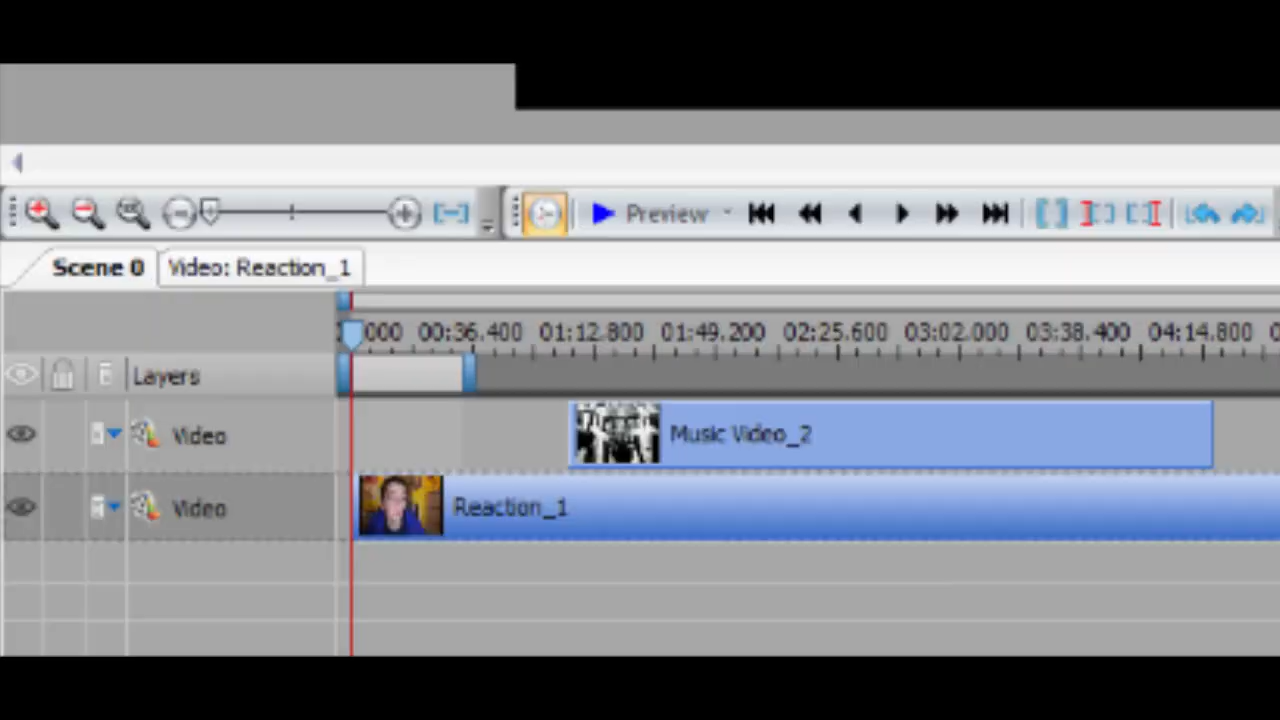 Preview
Scene 0 Video: Reaction_1
000 00:36.400 01:12.800 01:49.200 02:25.600 03:02.000 03:38.400 04:14.800
Layers
Video Music Video_2
Video Reaction_1